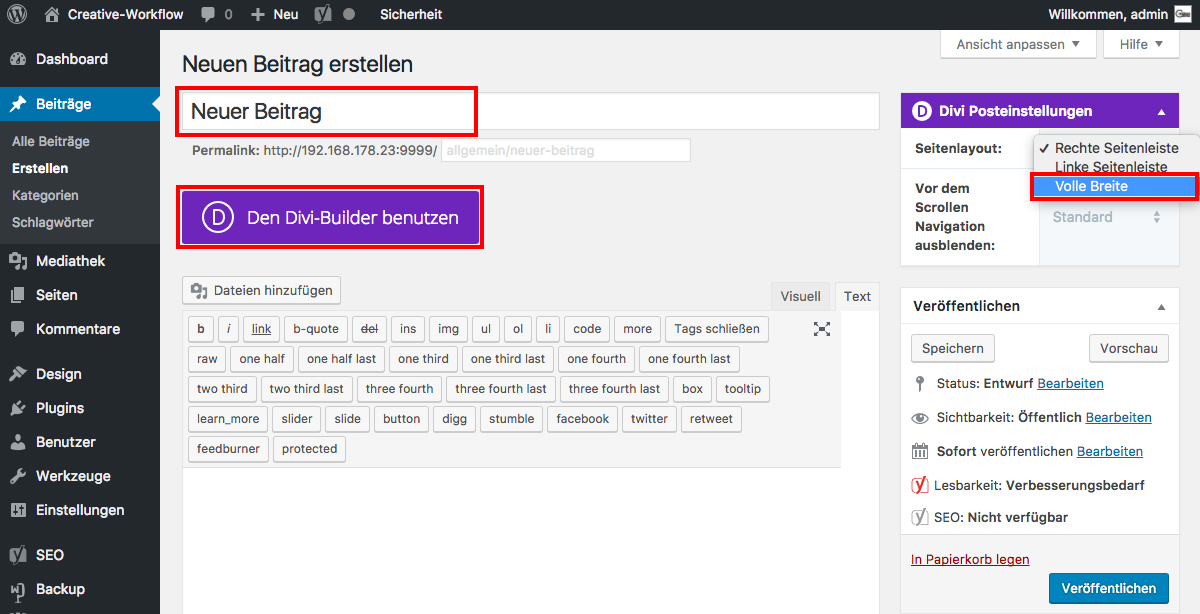 Creative-Workflow 0 Neu Sicherheit Willkommen, admin
Dashboard
Beiträge
Alle Beiträge
Erstellen
Kategorien
Schlagwörter
Mediathek
Seiten
Kommentare
Design
Plugins
Benutzer
Werkzeuge
Einstellungen
SEO
Backup
Ansicht anpassen Hilfe
Neuen Beitrag erstellen
Neuer Beitrag
Permalink: http://192.168.178.23:9999/ allgemein/neuer-beitrag
D Den Divi-Builder benutzen
Dateien hinzufügen Visuell Text
b i link b-quote del ins img ul ol li code more Tags schließen
raw one half one half last one third one third last one fourth one fourth last
two third two third last three fourth three fourth last three fourth last box tooltip
learn_more slider slide button digg stumble facebook twitter retweet
feedburner protected
D Divi Posteinstellungen
Seitenlayout: ✓ Rechte Seitenleiste
Linke Seitenleiste
Volle Breite
Vor dem
Scrollen
Navigation
ausblenden:
Standard
Veröffentlichen
Speichern Vorschau
Status: Entwurf Bearbeiten
Sichtbarkeit: Öffentlich Bearbeiten
Sofort veröffentlichen Bearbeiten
Lesbarkeit: Verbesserungsbedarf
SEO: Nicht verfügbar
In Papierkorb legen
Veröffentlichen